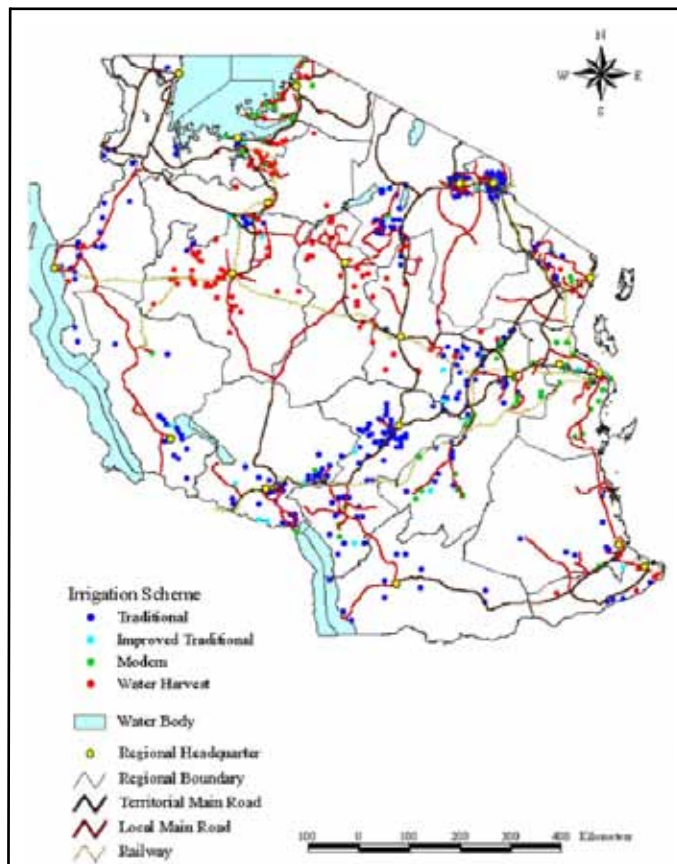 N
W E
S
Irrigation Scheme
Traditional
Improved Traditional
Modern
Water Harvest
Water Body
Regional Headquarter
Regional Boundary
Territorial Main Road
Local Main Road
Railway
100 0 100 200 300 400 Kilometers